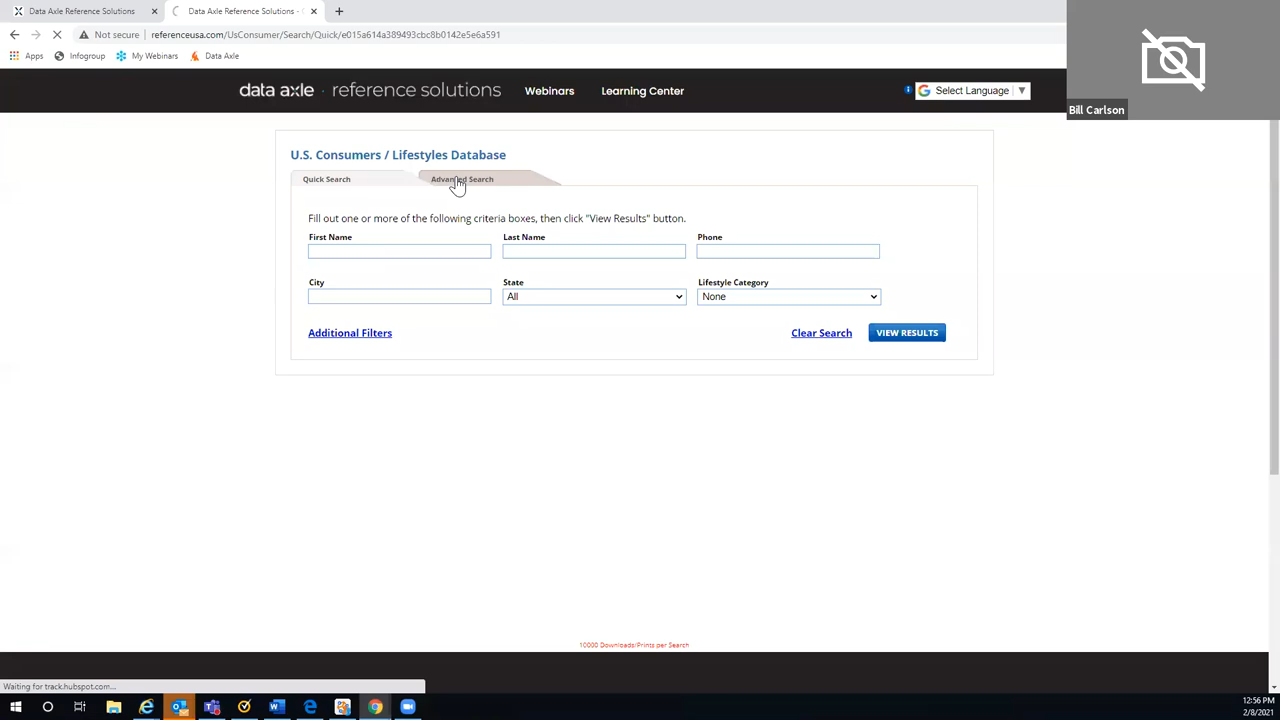 Data Axle Reference Solutions
Data Axle Reference Solutions -
Not secure referenceusa.com/UsConsumer/Search/Quick/e015a614a389493cbc8b0142e5e6a591
Apps Infogroup My Webinars Data Axle
Bill Carlson
data axle · reference solutions Webinars Learning Center Select Language
U.S. Consumers / Lifestyles Database
Quick Search Advanced Search
Fill out one or more of the following criteria boxes, then click "View Results" button.
First Name Last Name Phone
City State Lifestyle Category
All None
Additional Filters Clear Search VIEW RESULTS
10000 Downloads/Prints per Search
Waiting for track.hubspot.com...
12:56 PM
2/8/2021